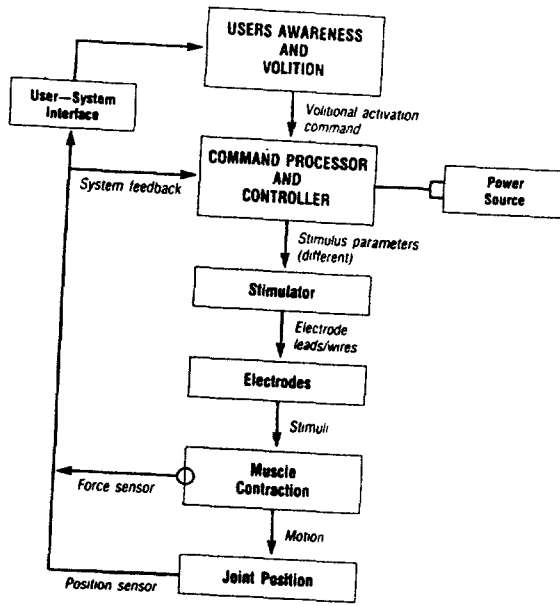 USERS AWARENESS
AND
VOLITION
User—System
Interface
Volitional activation
command
COMMAND PROCESSOR
AND
CONTROLLER
System feedback
Power
Source
Stimulus parameters
(different)
Stimulator
Electrode
leads/wires
Electrodes
Stimuli
Muscle
Contraction
Force sensor
Motion
Joint Position
Position sensor